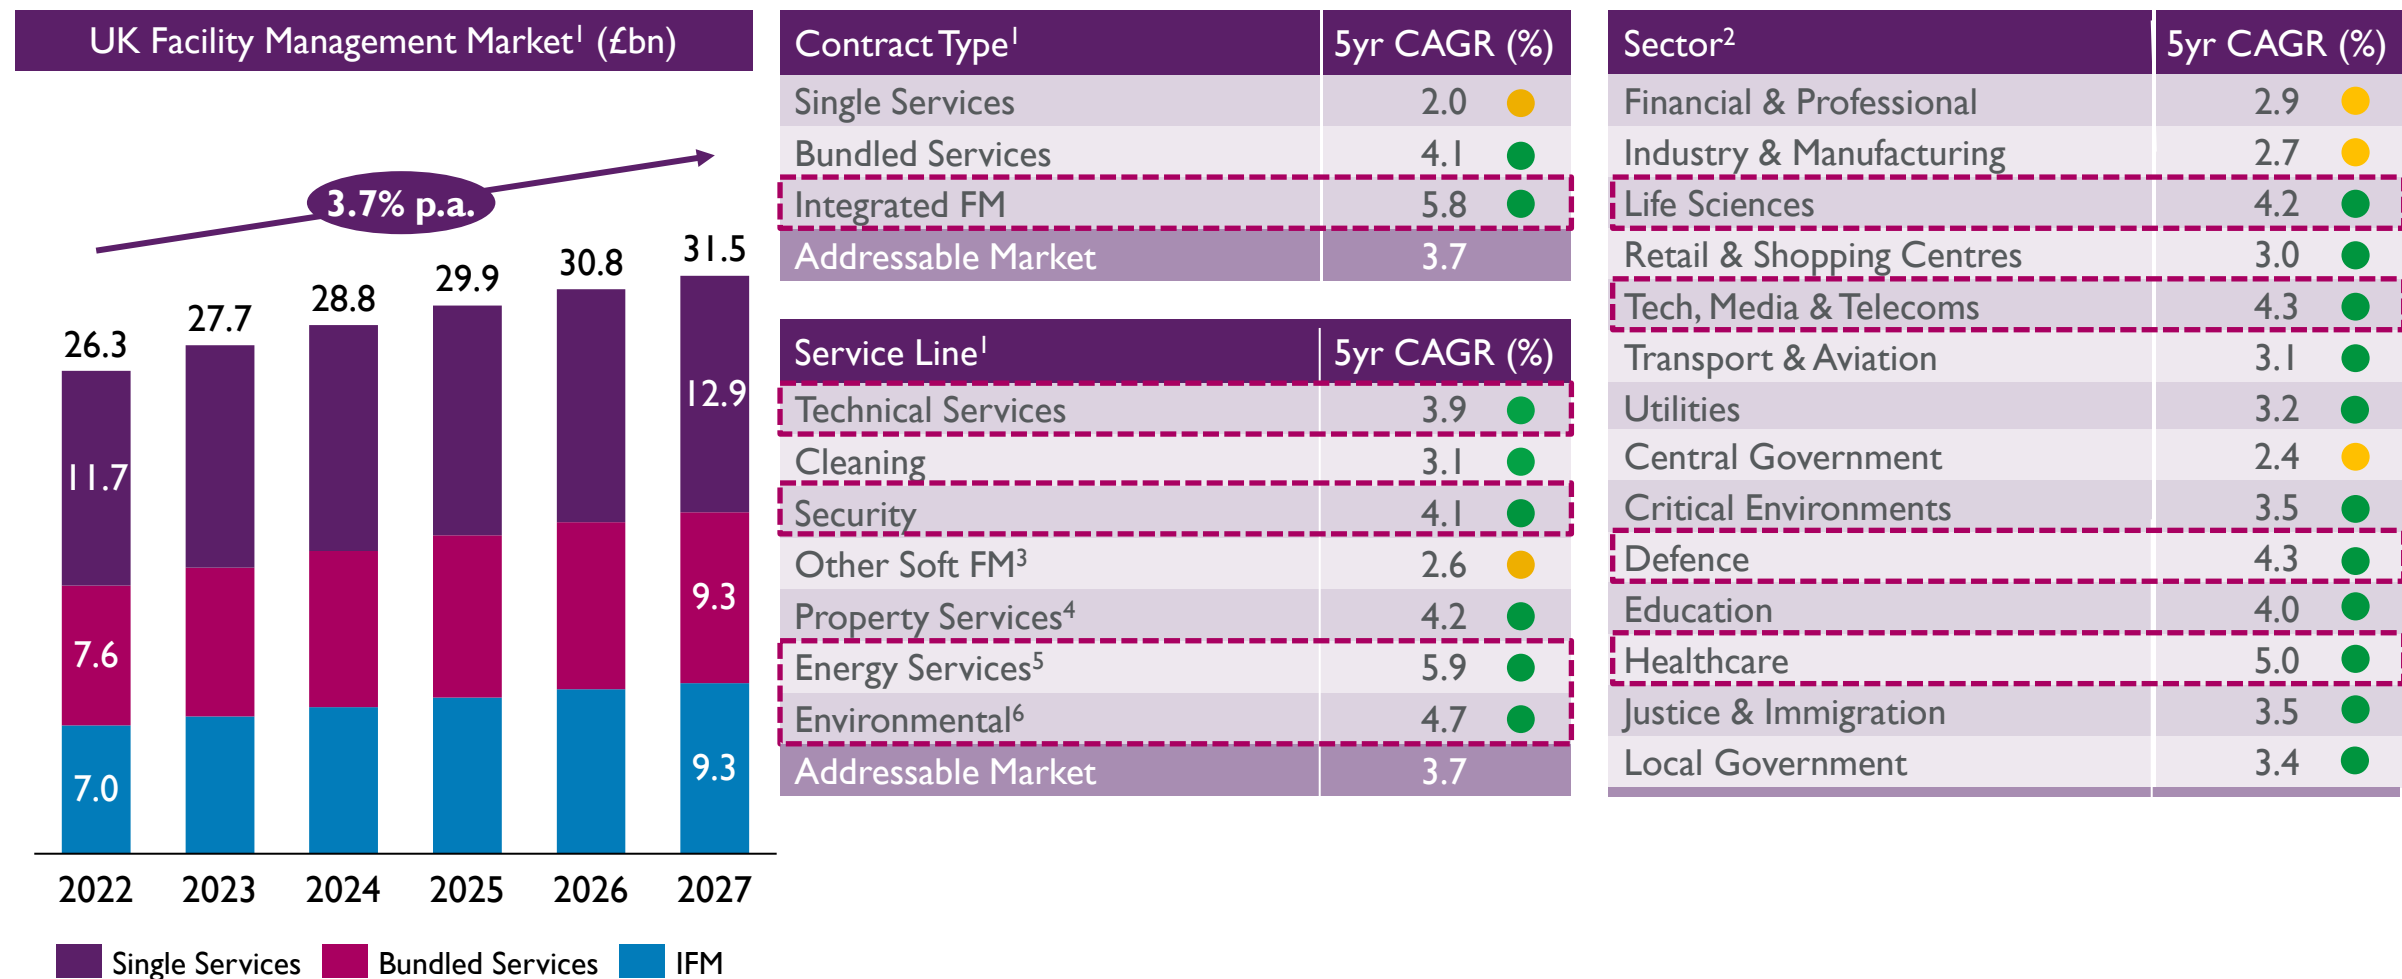 UK Facility Management Market¹ (£bn)
3.7% p.a.
26.3
27.7
28.8
29.9
30.8
31.5
11.7
7.6
7.0
12.9
9.3
9.3
2022 2023 2024 2025 2026 2027
Single Services Bundled Services IFM
Contract Type¹ 5yr CAGR (%)
Single Services 2.0
Bundled Services 4.1
Integrated FM 5.8
Addressable Market 3.7
Service Line¹ 5yr CAGR (%)
Technical Services 3.9
Cleaning 3.1
Security 4.1
Other Soft FM³ 2.6
Property Services⁴ 4.2
Energy Services⁵ 5.9
Environmental⁶ 4.7
Addressable Market 3.7
Sector² 5yr CAGR (%)
Financial & Professional 2.9
Industry & Manufacturing 2.7
Life Sciences 4.2
Retail & Shopping Centres 3.0
Tech, Media & Telecoms 4.3
Transport & Aviation 3.1
Utilities 3.2
Central Government 2.4
Critical Environments 3.5
Defence 4.3
Education 4.0
Healthcare 5.0
Justice & Immigration 3.5
Local Government 3.4